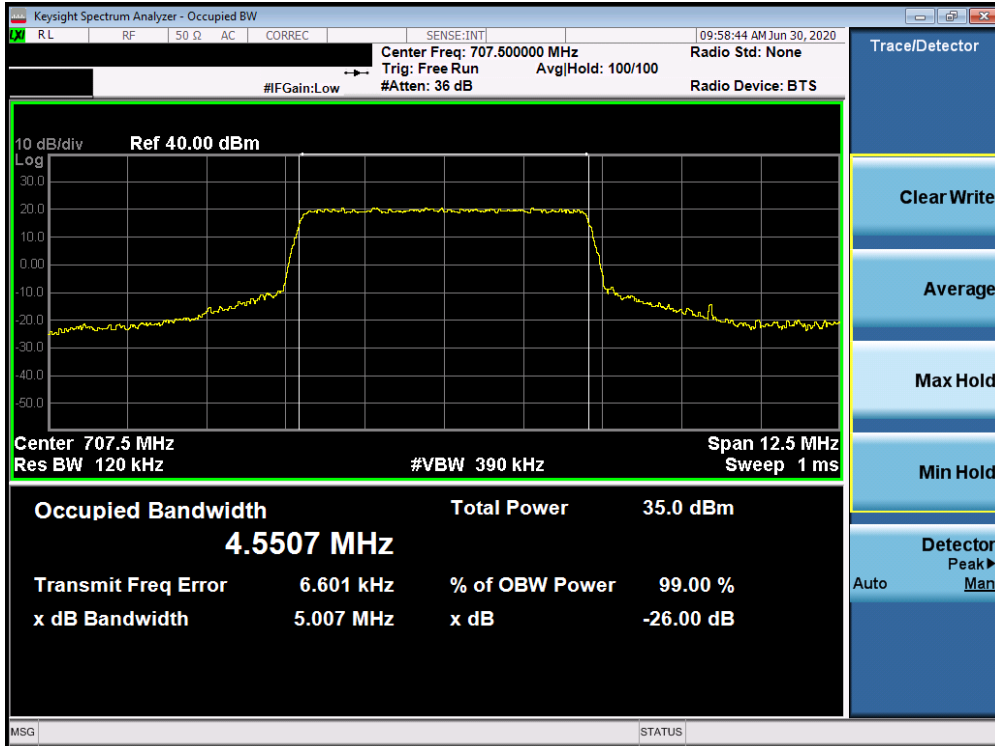 Keysight Spectrum Analyzer - Occupied BW
LXI RL RF 50 Ω AC CORREC SENSE:INT 09:58:44 AM Jun 30, 2020
Center Freq: 707.500000 MHz Radio Std: None
Trig: Free Run Avg|Hold: 100/100
#IFGain:Low #Atten: 36 dB Radio Device: BTS
10 dB/div Ref 40.00 dBm
Log
30.0
20.0
10.0
0.00
-10.0
-20.0
-30.0
-40.0
-50.0
Center 707.5 MHz Span 12.5 MHz
Res BW 120 kHz #VBW 390 kHz Sweep 1 ms
Occupied Bandwidth Total Power 35.0 dBm
4.5507 MHz
Transmit Freq Error 6.601 kHz % of OBW Power 99.00 %
x dB Bandwidth 5.007 MHz x dB -26.00 dB
MSG STATUS
Trace/Detector
Clear Write
Average
Max Hold
Min Hold
Detector
Peak▶
Auto Man